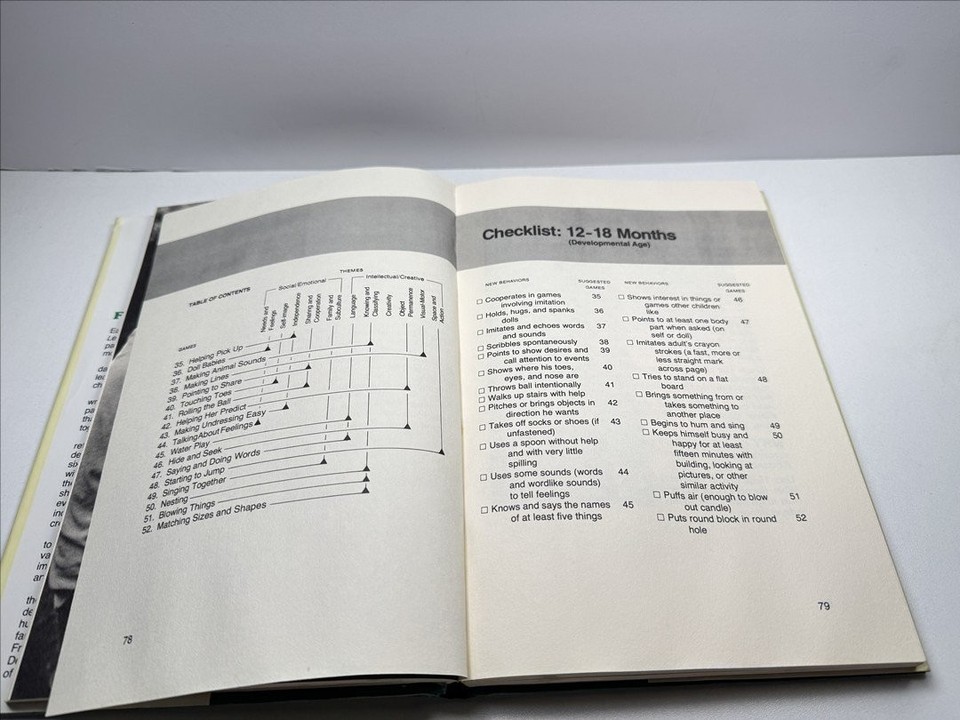 THEMES
TABLE OF CONTENTS
Social/Emotional
Intellectual/Creative
Needs and
Feelings
Self-image
Independence
Sharing and
Cooperation
Family and
Subculture
Language
Knowing and
Classifying
Creativity
Object
Permanence
Visual-Motor
Space and
Action
GAMES
35. Helping Pick Up
36. Doll Babies
37. Making Animal Sounds
38. Making Lines
39. Pointing to Share
40. Touching Toes
41. Rolling the Ball
42. Helping Her Predict
43. Making Undressing Easy
44. Talking About Feelings
45. Water Play
46. Hide and Seek
47. Saying and Doing Words
48. Starting to Jump
49. Singing Together
50. Nesting
51. Blowing Things
52. Matching Sizes and Shapes
78
Checklist: 12-18 Months
(Developmental Age)
NEW BEHAVIORS
SUGGESTED
GAMES
Cooperates in games 35
involving imitation
Holds, hugs, and spanks 36
dolls
Imitates and echoes words 37
and sounds
Scribbles spontaneously 38
Points to show desires and 39
call attention to events
Shows where his toes, 40
eyes, and nose are
Throws ball intentionally 41
Walks up stairs with help
Pitches or brings objects in 42
direction he wants
Takes off socks or shoes (if 43
unfastened)
Uses a spoon without help
and with very little
spilling
Uses some sounds (words 44
and wordlike sounds)
to tell feelings
Knows and says the names 45
of at least five things
NEW BEHAVIORS
SUGGESTED
GAMES
Shows interest in things or 46
games other children
like
Points to at least one body 47
part when asked (on
self or doll)
Imitates adult's crayon
strokes (a fast, more or
less straight mark
across page)
Tries to stand on a flat 48
board
Brings something from or
takes something to
another place
Begins to hum and sing 49
Keeps himself busy and 50
happy for at least
fifteen minutes with
building, looking at
pictures, or other
similar activity
Puffs air (enough to blow 51
out candle)
Puts round block in round 52
hole
79